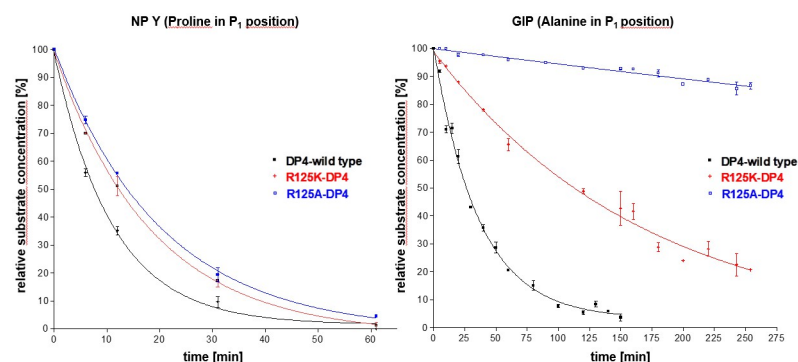 NP Y (Proline in P1 position)
relative substrate concentration [%]
100
90
80
70
60
50
40
30
20
10
0
DP4-wild type
R125K-DP4
R125A-DP4
0 10 20 30 40 50 60
time [min]
GIP (Alanine in P1 position)
relative substrate concentration [%]
100
90
80
70
60
50
40
30
20
10
0
DP4-wild type
R125K-DP4
R125A-DP4
0 25 50 75 100 125 150 175 200 225 250 275
time [min]